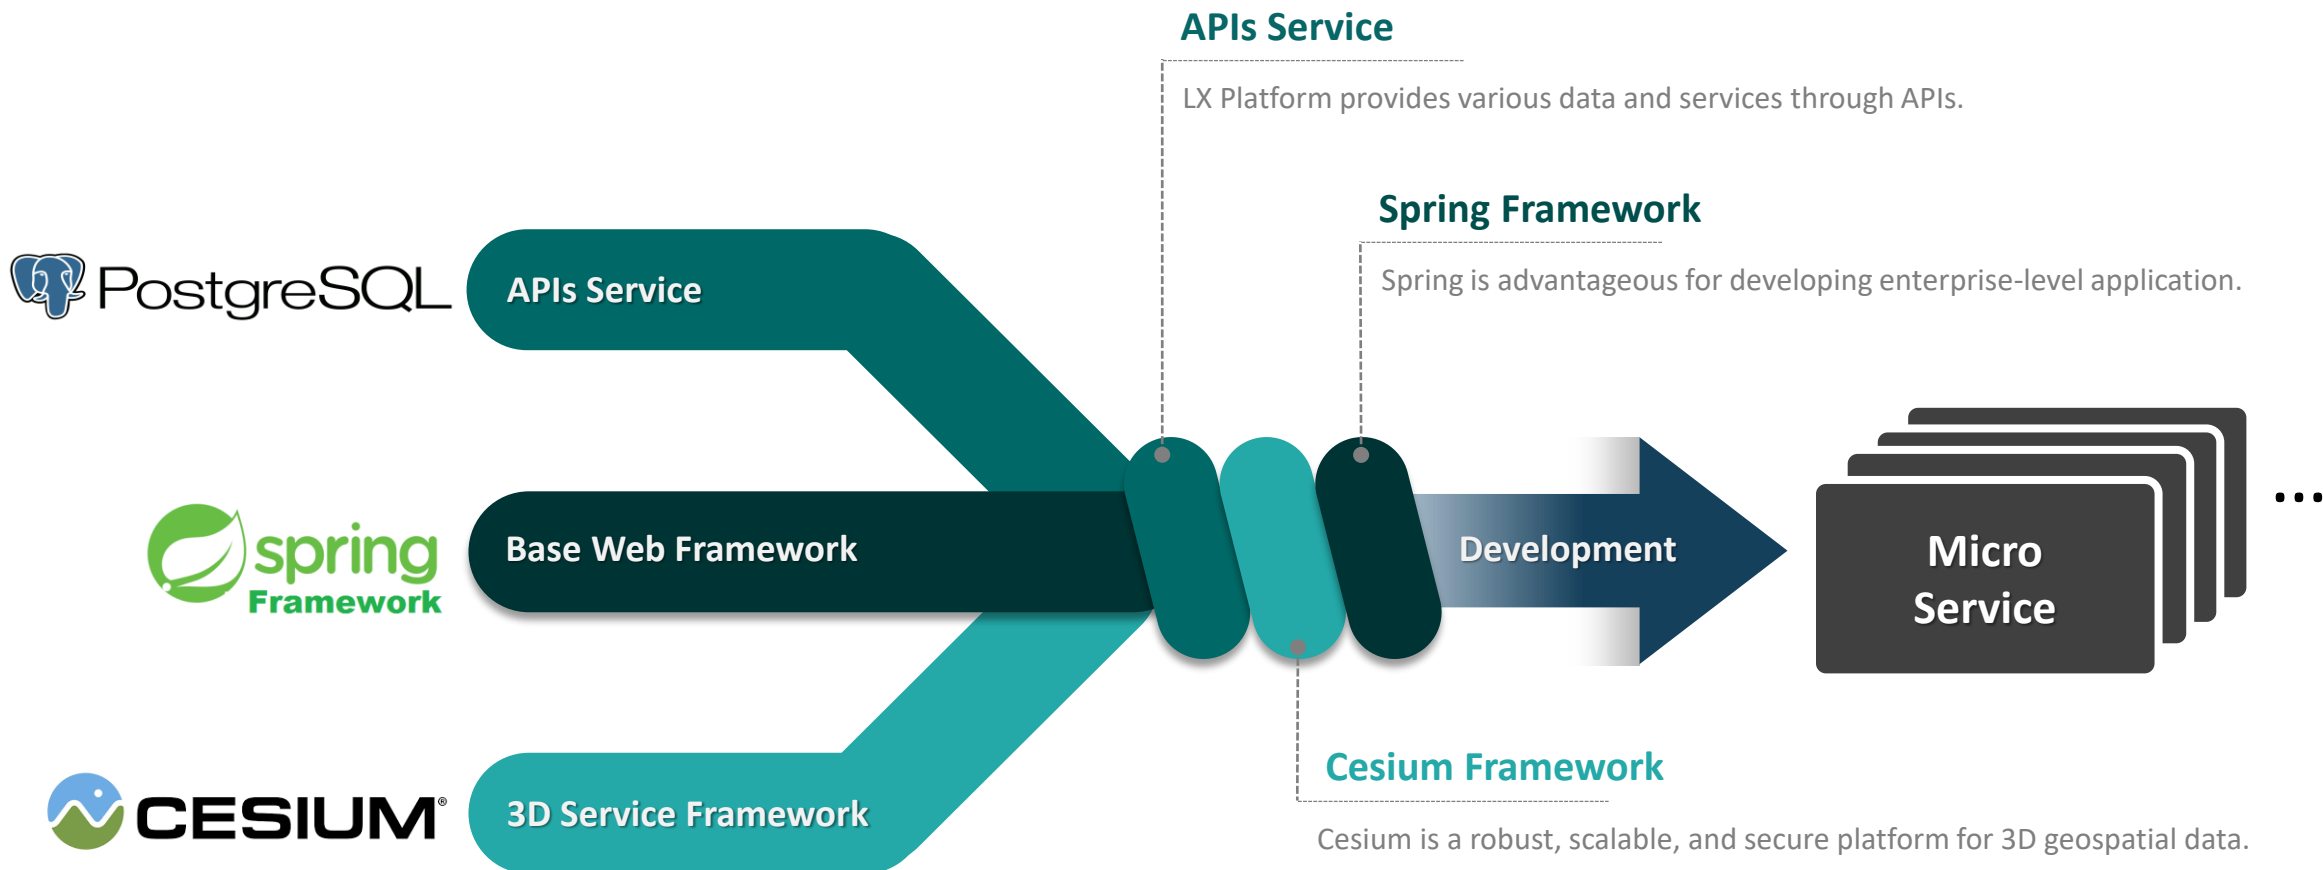 APIs Service
LX Platform provides various data and services through APIs.
Spring Framework
Spring is advantageous for developing enterprise-level application.
PostgreSQL
APIs Service
spring
Framework
Base Web Framework
Development
Micro
Service
...
CESIUM®
3D Service Framework
Cesium Framework
Cesium is a robust, scalable, and secure platform for 3D geospatial data.